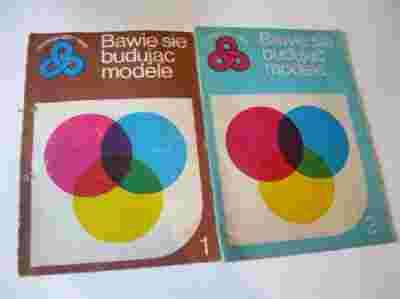 Bawię się
budując
modele
1
Bawię się
budując
modele
2